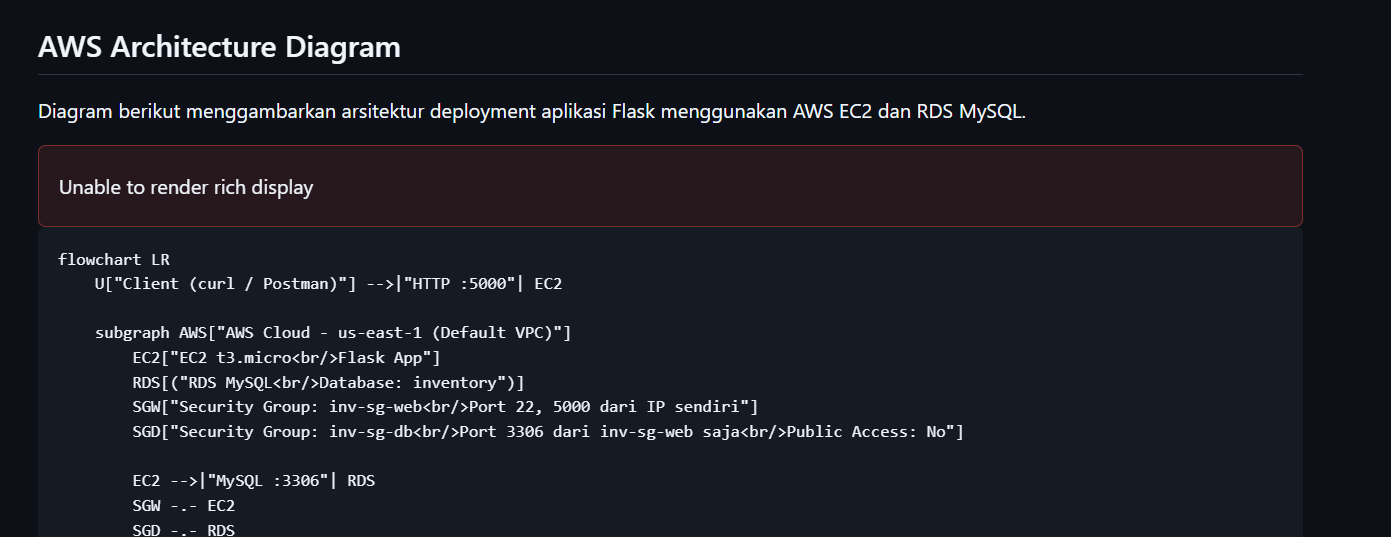 AWS Architecture Diagram
Diagram berikut menggambarkan arsitektur deployment aplikasi Flask menggunakan AWS EC2 dan RDS MySQL.
Unable to render rich display
flowchart LR
    U["Client (curl / Postman)"] -->|"HTTP :5000"| EC2
    subgraph AWS["AWS Cloud - us-east-1 (Default VPC)"]
        EC2["EC2 t3.micro<br/>Flask App"]
        RDS[("RDS MySQL<br/>Database: inventory")]
        SGW["Security Group: inv-sg-web<br/>Port 22, 5000 dari IP sendiri"]
        SGD["Security Group: inv-sg-db<br/>Port 3306 dari inv-sg-web saja<br/>Public Access: No"]
        EC2 -->|"MySQL :3306"| RDS
        SGW -.- EC2
        SGD -.- RDS